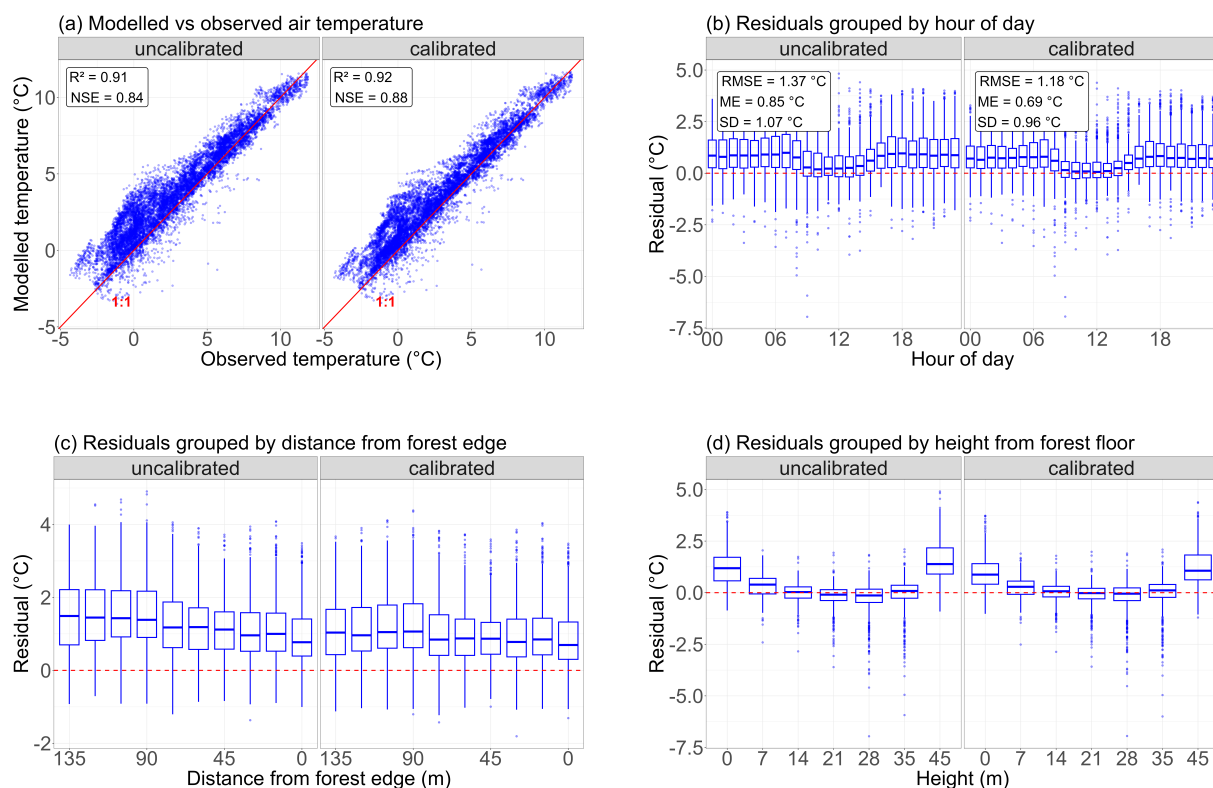 (a) Modelled vs observed air temperature
uncalibrated
calibrated
R² = 0.91
NSE = 0.84
R² = 0.92
NSE = 0.88
Modelled temperature (°C)
10
5
0
-5
1:1
1:1
-5 0 5 10 -5 0 5 10
Observed temperature (°C)
(b) Residuals grouped by hour of day
uncalibrated
calibrated
RMSE = 1.37 °C
ME = 0.85 °C
SD = 1.07 °C
RMSE = 1.18 °C
ME = 0.69 °C
SD = 0.96 °C
Residual (°C)
5.0
2.5
0.0
-2.5
-5.0
-7.5
00 06 12 18 00 06 12 18
Hour of day
(c) Residuals grouped by distance from forest edge
uncalibrated
calibrated
Residual (°C)
4
2
0
-2
135 90 45 0 135 90 45 0
Distance from forest edge (m)
(d) Residuals grouped by height from forest floor
uncalibrated
calibrated
Residual (°C)
5.0
2.5
0.0
-2.5
-5.0
-7.5
0 7 14 21 28 35 45 0 7 14 21 28 35 45
Height (m)